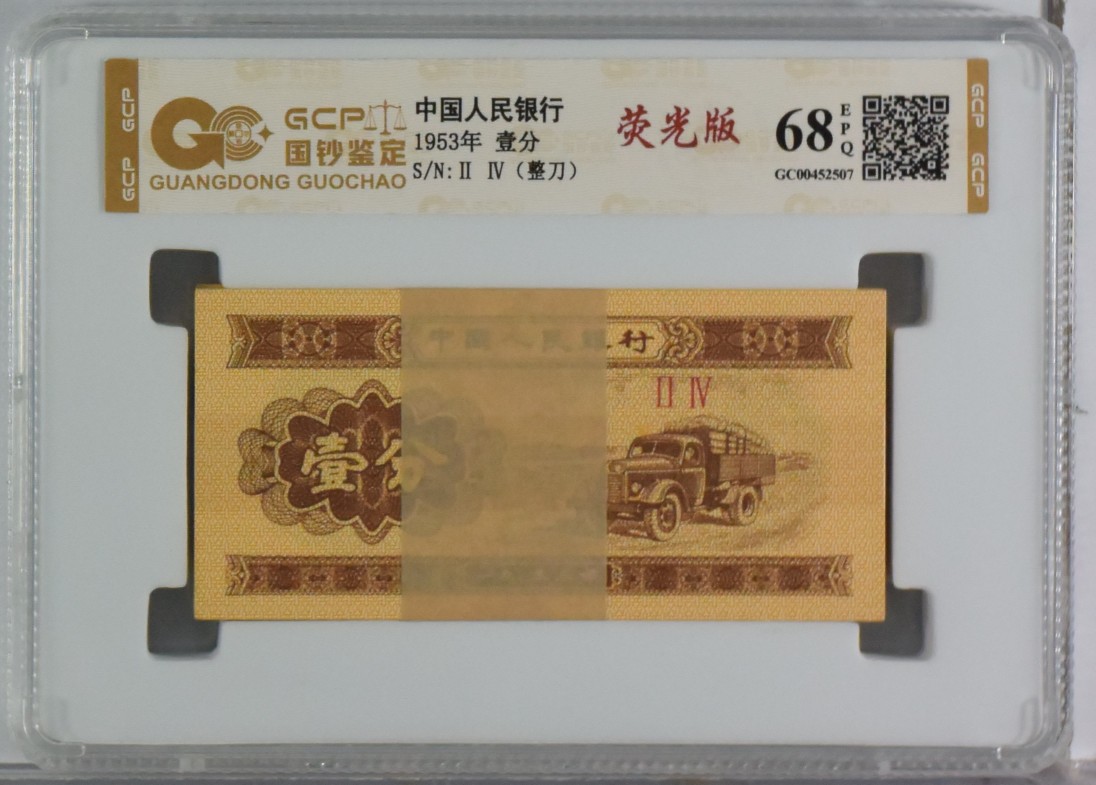 GCP
GCP
GCP
国钞鉴定
GUANGDONG GUOCHAO
中国人民银行
1953年 壹分
S/N: II IV（整刀）
荧光版
68
EPQ
GC00452507
GCP
GCP
中国人民银行
II IV
壹分